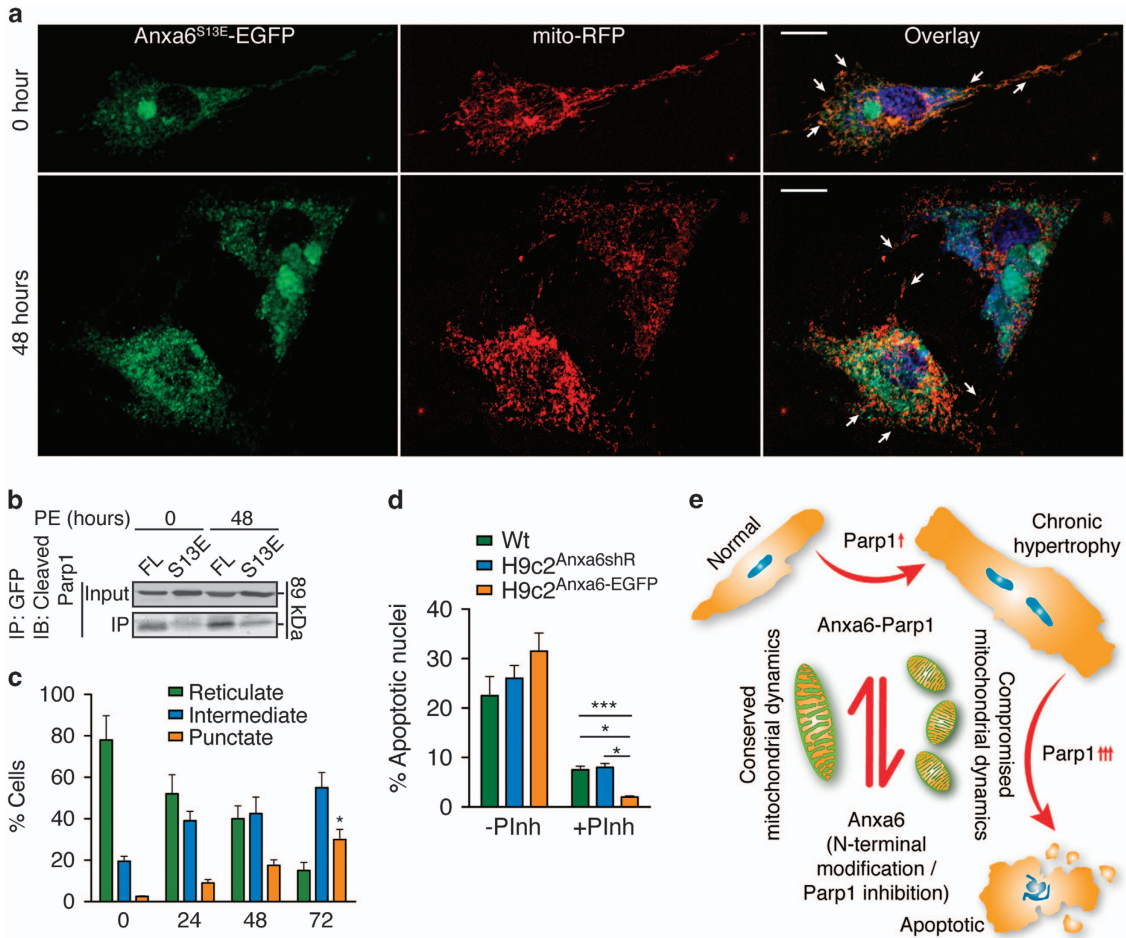 a
Anxa6S13E-EGFP
mito-RFP
Overlay
0 hour
48 hours
b
PE (hours) 0 48
FL S13E FL S13E
IP: GFP
IB: Cleaved
Parp1
Input
IP
89 kDa
c
Reticulate
Intermediate
Punctate
% Cells
100
80
60
40
20
0
*
0 24 48 72
d
Wt
H9c2Anxa6shR
H9c2Anxa6-EGFP
% Apoptotic nuclei
40
30
20
10
0
***
*
*
-PInh +PInh
e
Normal
Parp1↑
Chronic
hypertrophy
Anxa6-Parp1
Conserved
mitochondrial dynamics
Compromised
mitochondrial dynamics
Parp1↑↑↑
Anxa6
(N-terminal
modification /
Parp1 inhibition)
Apoptotic